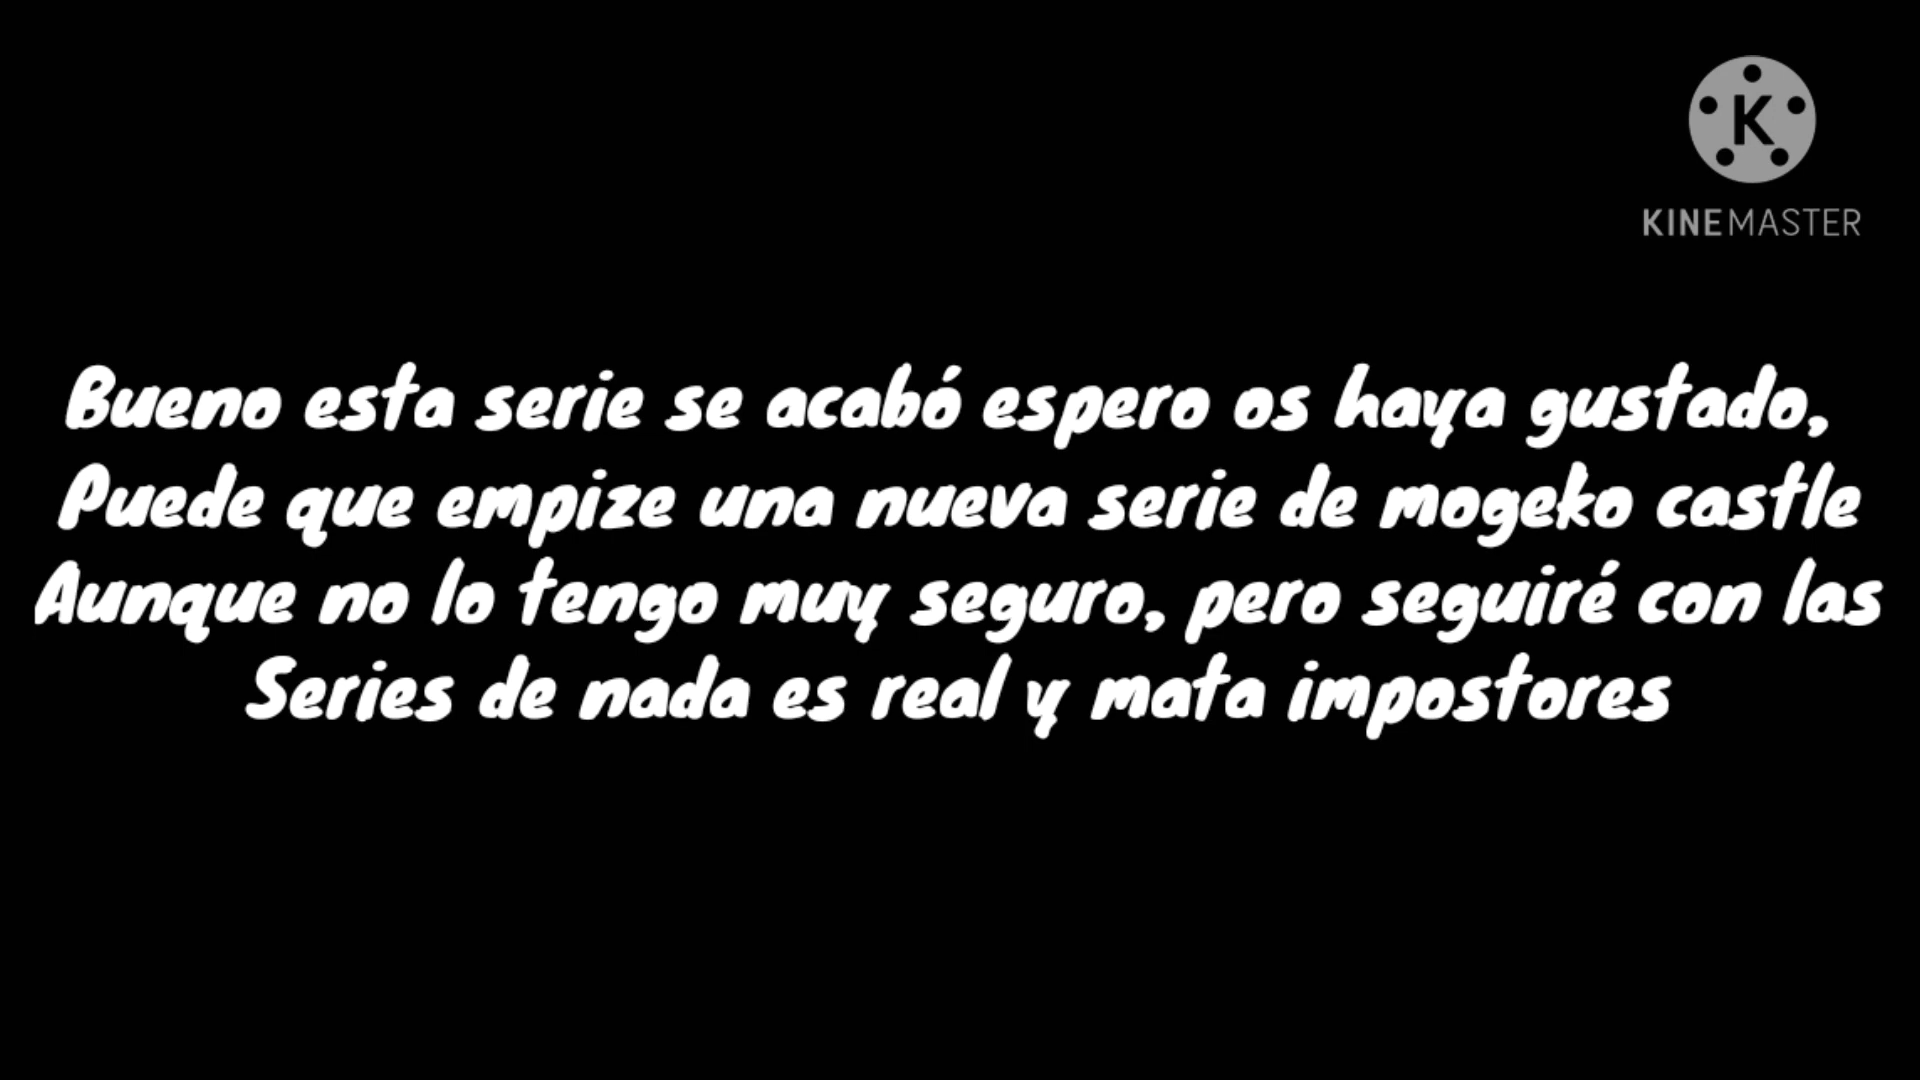 K
KINEMASTER
Bueno esta serie se acabó espero os haya gustado,
Puede que empize una nueva serie de mogeko castle
Aunque no lo tengo muy seguro, pero seguiré con las
Series de nada es real y mata impostores